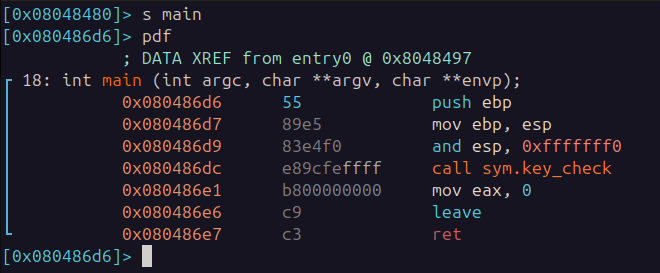 [0x08048480]> s main
[0x080486d6]> pdf
; DATA XREF from entry0 @ 0x8048497
18: int main (int argc, char **argv, char **envp);
0x080486d6 55 push ebp
0x080486d7 89e5 mov ebp, esp
0x080486d9 83e4f0 and esp, 0xfffffff0
0x080486dc e89cfeffff call sym.key_check
0x080486e1 b800000000 mov eax, 0
0x080486e6 c9 leave
0x080486e7 c3 ret
[0x080486d6]>